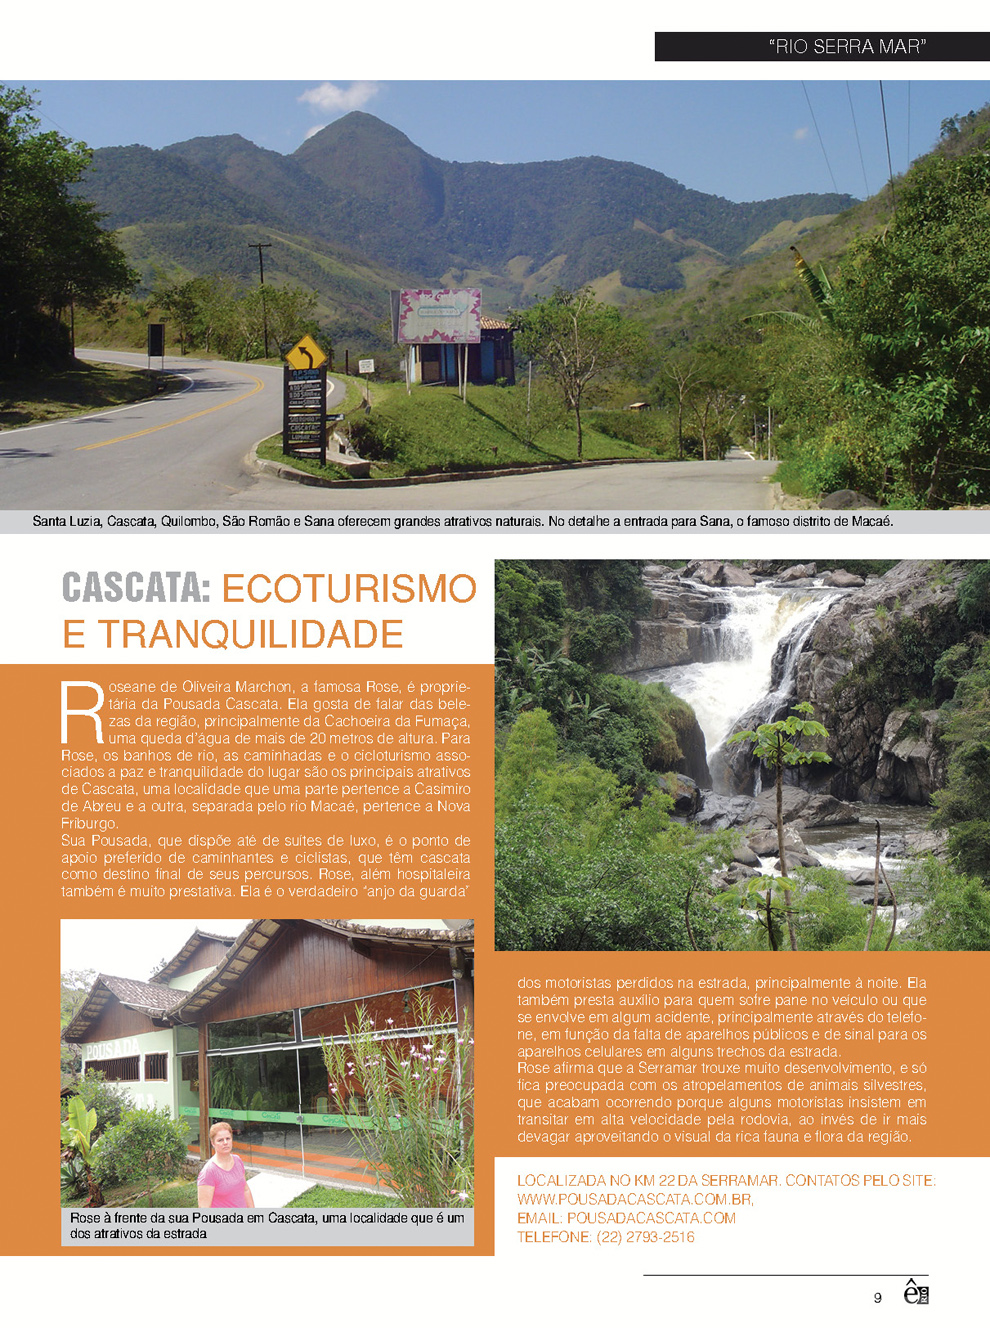 “RIO SERRA MAR”
Santa Luzia, Cascata, Quilombo, São Romão e Sana oferecem grandes atrativos naturais. No detalhe a entrada para Sana, o famoso distrito de Macaé.
CASCATA: ECOTURISMO
E TRANQUILIDADE
Roseane de Oliveira Marchon, a famosa Rose, é proprie-
tária da Pousada Cascata. Ela gosta de falar das bele-
zas da região, principalmente da Cachoeira da Fumaça,
uma queda d’água de mais de 20 metros de altura. Para
Rose, os banhos de rio, as caminhadas e o cicloturismo asso-
ciados a paz e tranquilidade do lugar são os principais atrativos
de Cascata, uma localidade que uma parte pertence a Casimiro
de Abreu e a outra, separada pelo rio Macaé, pertence a Nova
Friburgo.
Sua Pousada, que dispõe até de suítes de luxo, é o ponto de
apoio preferido de caminhantes e ciclistas, que têm cascata
como destino final de seus percursos. Rose, além hospitaleira
também é muito prestativa. Ela é o verdadeiro “anjo da guarda”
POUSADA
Rose à frente da sua Pousada em Cascata, uma localidade que é um
dos atrativos da estrada
dos motoristas perdidos na estrada, principalmente à noite. Ela
também presta auxílio para quem sofre pane no veículo ou que
se envolve em algum acidente, principalmente através do telefo-
ne, em função da falta de aparelhos públicos e de sinal para os
aparelhos celulares em alguns trechos da estrada.
Rose afirma que a Serramar trouxe muito desenvolvimento, e só
fica preocupada com os atropelamentos de animais silvestres,
que acabam ocorrendo porque alguns motoristas insistem em
transitar em alta velocidade pela rodovia, ao invés de ir mais
devagar aproveitando o visual da rica fauna e flora da região.
LOCALIZADA NO KM 22 DA SERRAMAR. CONTATOS PELO SITE:
WWW.POUSADACASCATA.COM.BR,
EMAIL: POUSADACASCATA.COM
TELEFONE: (22) 2793-2516
9